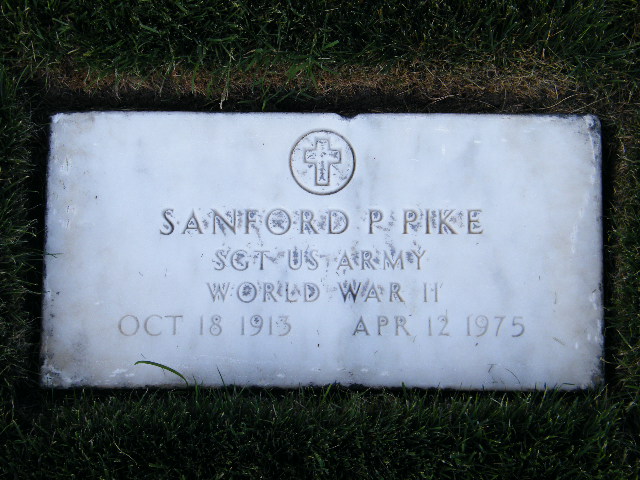 SANFORD P PIKE
SGT US ARMY
WORLD WAR II
OCT 18 1913 APR 12 1975